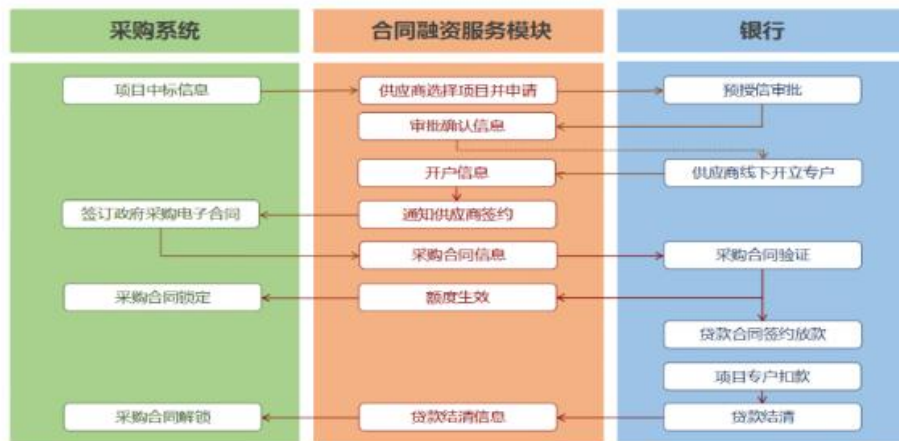 采购系统 合同融资服务模块 银行
项目中标信息 供应商选择项目并申请 预授信审批
审批确认信息
开户信息 供应商线下开立专户
签订政府采购电子合同 通知供应商签约
采购合同信息 采购合同验证
采购合同锁定 额度生效
贷款合同签约放款
项目专户扣款
采购合同解锁 贷款结清信息 贷款结清